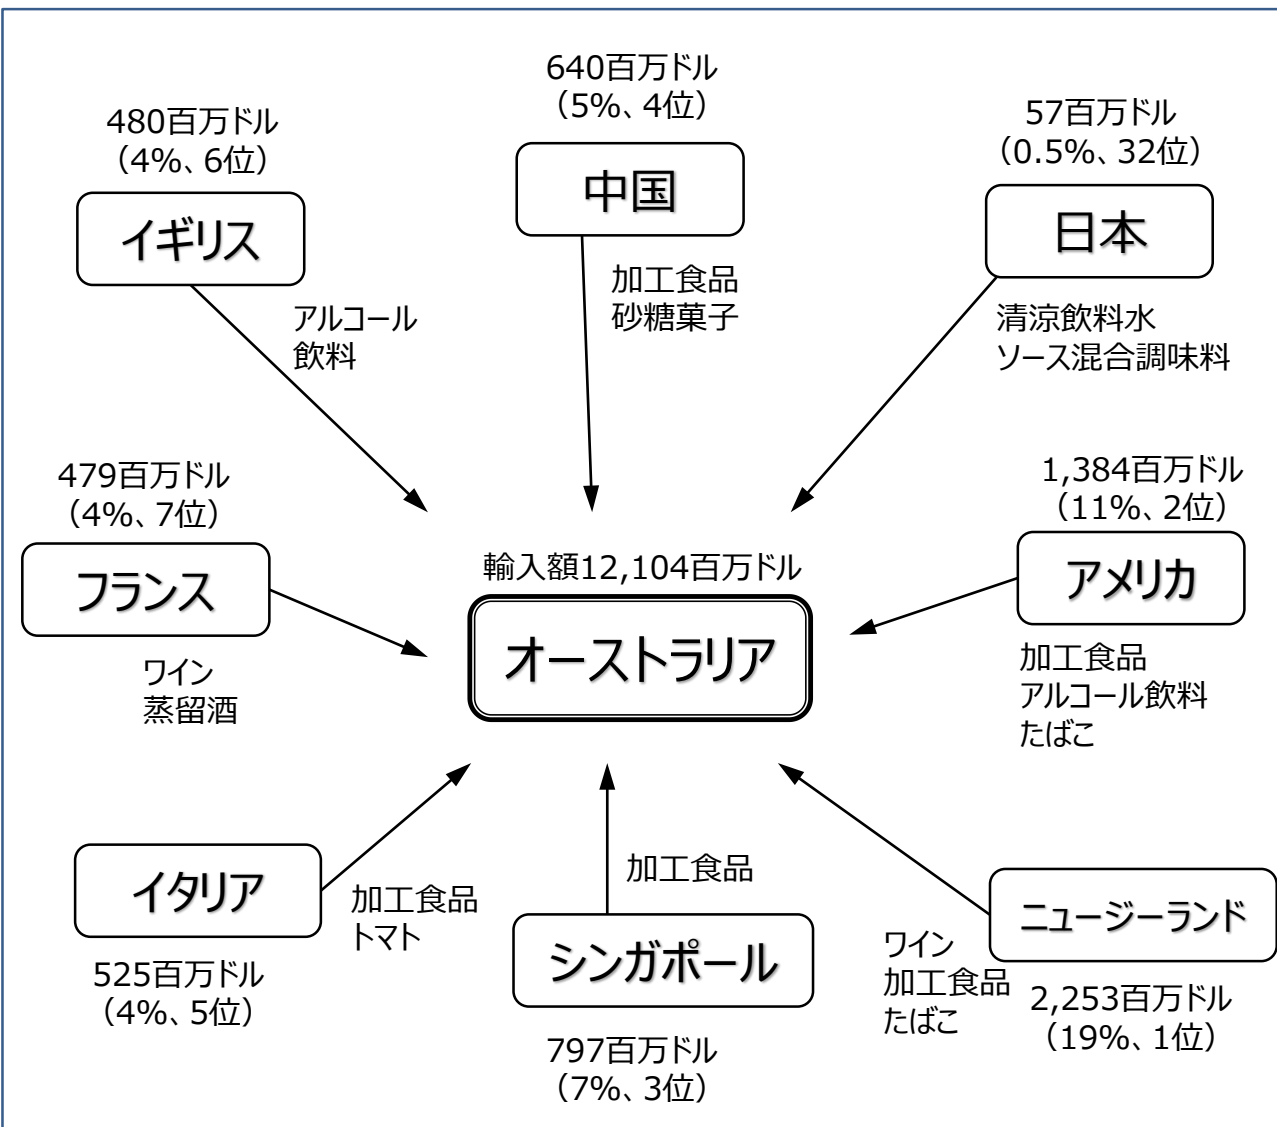 640百万ドル
（5%、4位）
中国
加工食品
砂糖菓子
480百万ドル
（4%、6位）
イギリス
アルコール
飲料
57百万ドル
（0.5%、32位）
日本
清涼飲料水
ソース混合調味料
479百万ドル
（4%、7位）
フランス
ワイン
蒸留酒
輸入額12,104百万ドル
オーストラリア
1,384百万ドル
（11%、2位）
アメリカ
加工食品
アルコール飲料
たばこ
イタリア
加工食品
トマト
525百万ドル
（4%、5位）
加工食品
シンガポール
797百万ドル
（7%、3位）
ニュージーランド
ワイン
加工食品
たばこ
2,253百万ドル
（19%、1位）